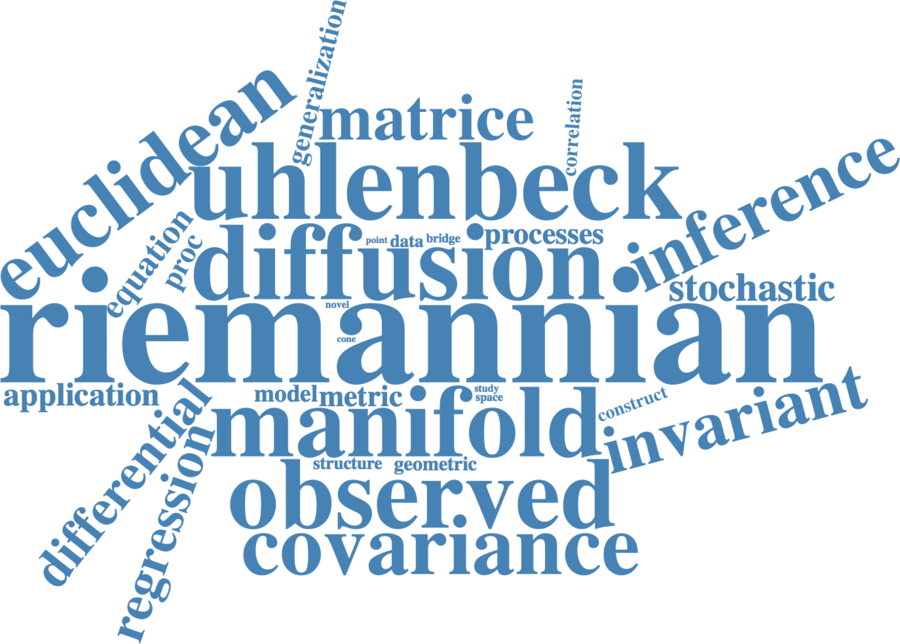 generalization
matrice
correlation
euclidean
uhlenbeck
inference
equation
proc
diffusion
point
data
bridge
processes
stochastic
riemannian
novel
cone
application
model
metric
study
space
construct
invariant
manifold
differential
regression
structure
geometric
observed
covariance